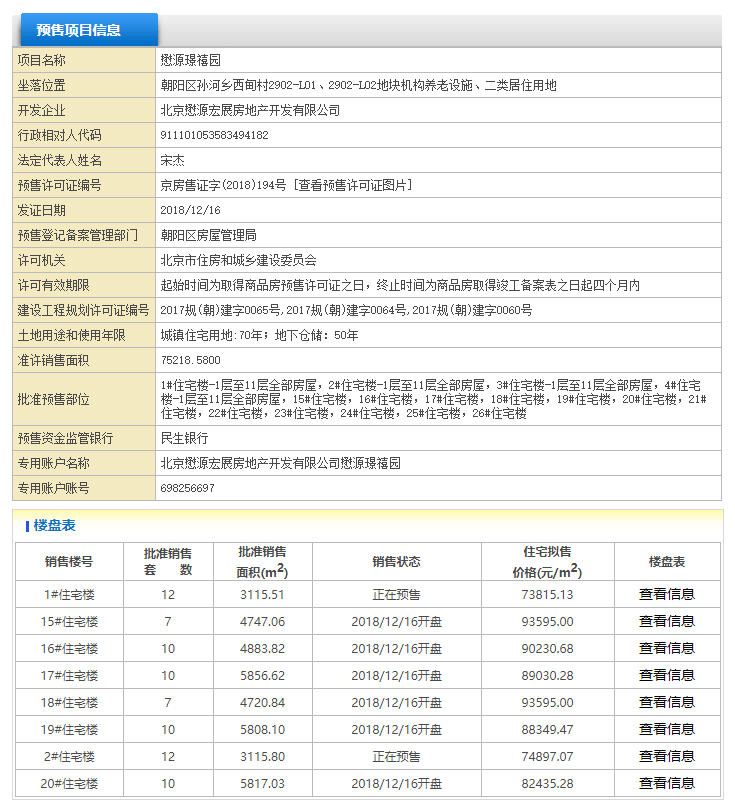 预售项目信息
项目名称 懋源璟禧园
坐落位置 朝阳区孙河乡西甸村2902-L01、2902-L02地块机构养老设施、二类居住用地
开发企业 北京懋源宏展房地产开发有限公司
行政相对人代码 911101053583494182
法定代表人姓名 宋杰
预售许可证编号 京房售证字(2018)194号 [查看预售许可证图片]
发证日期 2018/12/16
预售登记备案管理部门 朝阳区房屋管理局
许可机关 北京市住房和城乡建设委员会
许可有效期限 起始时间为取得商品房预售许可证之日，终止时间为商品房取得竣工备案表之日起四个月内
建设工程规划许可证编号 2017规(朝)建字0065号,2017规(朝)建字0064号,2017规(朝)建字0060号
土地用途和使用年限 城镇住宅用地:70年；地下仓储：50年
准许销售面积 75218.5800
批准预售部位 1#住宅楼-1层至11层全部房屋，2#住宅楼-1层至11层全部房屋，3#住宅楼-1层至11层全部房屋，4#住宅
楼-1层至11层全部房屋，15#住宅楼，16#住宅楼，17#住宅楼，18#住宅楼，19#住宅楼，20#住宅楼，21#
住宅楼，22#住宅楼，23#住宅楼，24#住宅楼，25#住宅楼，26#住宅楼
预售资金监管银行 民生银行
专用账户名称 北京懋源宏展房地产开发有限公司懋源璟禧园
专用账户账号 698256697
楼盘表
销售楼号 批准销售 套 数 批准销售 面积(m2) 销售状态 住宅拟售 价格(元/m2) 楼盘表
1#住宅楼 12 3115.51 正在预售 73815.13 查看信息
15#住宅楼 7 4747.06 2018/12/16开盘 93595.00 查看信息
16#住宅楼 10 4883.82 2018/12/16开盘 90230.68 查看信息
17#住宅楼 10 5856.62 2018/12/16开盘 89030.28 查看信息
18#住宅楼 7 4720.84 2018/12/16开盘 93595.00 查看信息
19#住宅楼 10 5808.10 2018/12/16开盘 88349.47 查看信息
2#住宅楼 12 3115.80 正在预售 74897.07 查看信息
20#住宅楼 10 5817.03 2018/12/16开盘 82435.28 查看信息